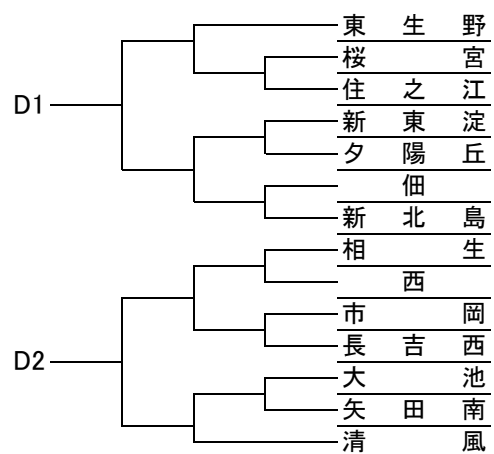 東生野
桜宮
D1
住之江
新東淀
夕陽丘
佃
新北島
相生
西
市岡
長吉西
D2
大池
矢田南
清風